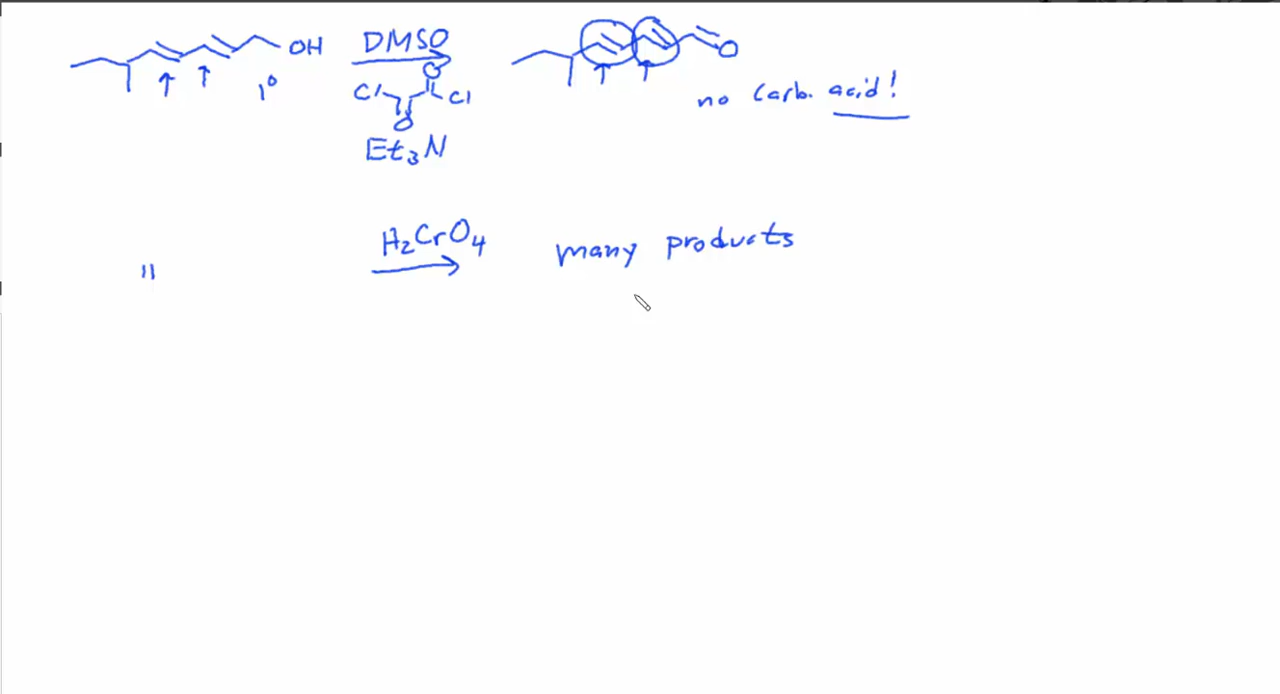 OH
DMSO
O
Cl
Cl
O
Et₃N
1°
O
no Carb. acid!
"
H₂CrO₄
many products